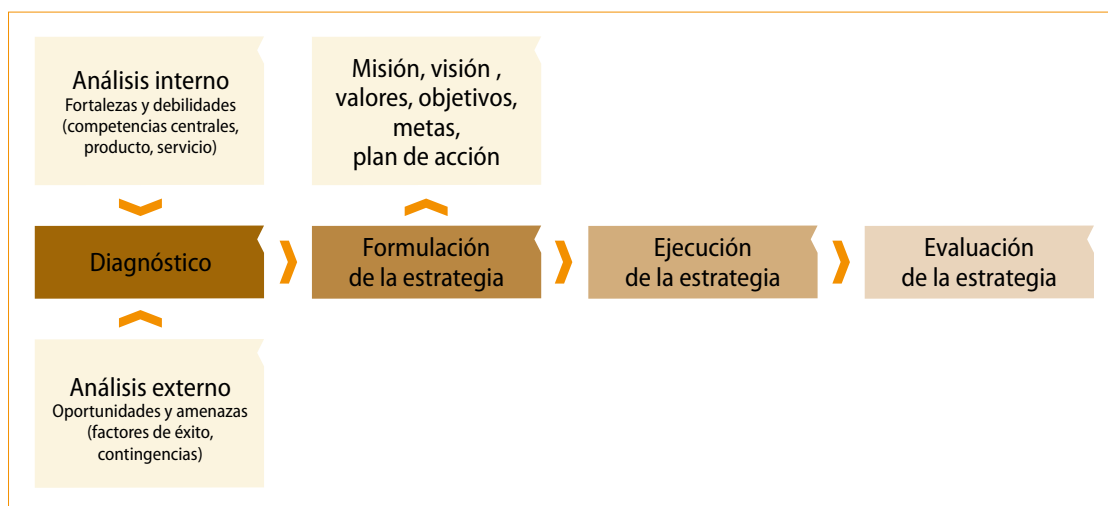 Análisis interno
Fortalezas y debilidades
(competencias centrales,
producto, servicio)
Misión, visión ,
valores, objetivos,
metas,
plan de acción
Diagnóstico
Formulación
de la estrategia
Ejecución
de la estrategia
Evaluación
de la estrategia
Análisis externo
Oportunidades y amenazas
(factores de éxito,
contingencias)